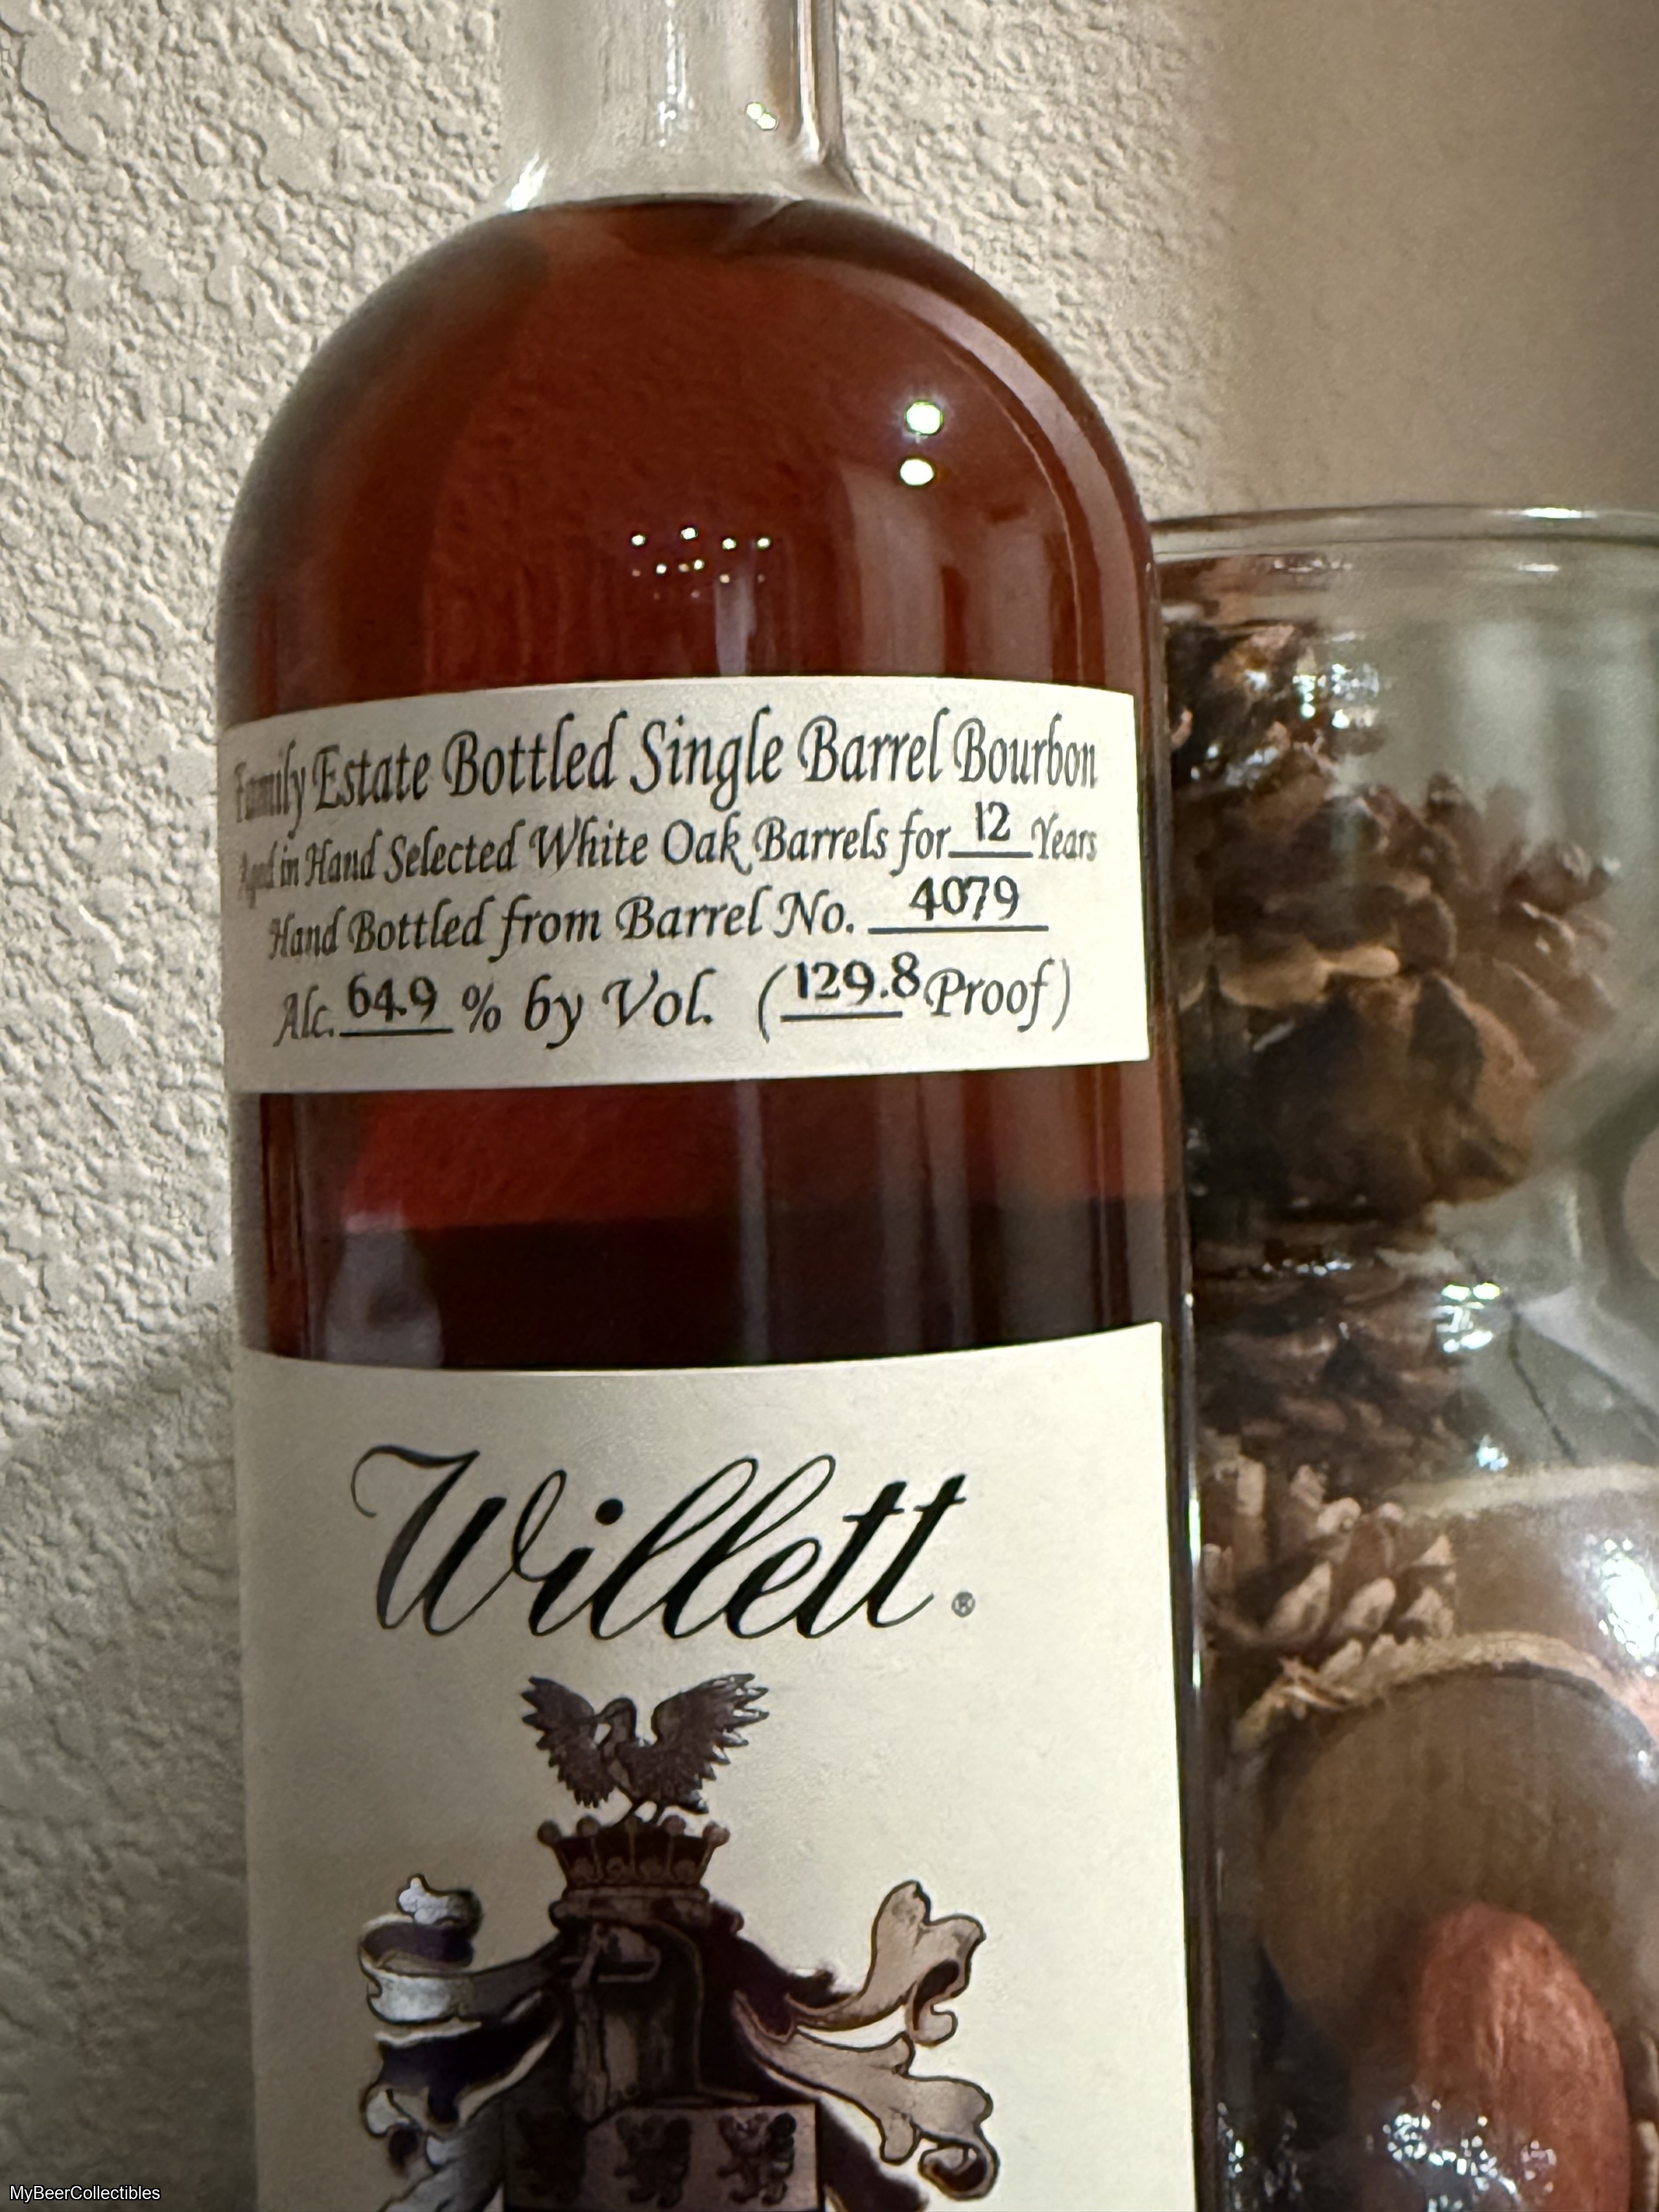 Family Estate Bottled Single Barrel Bourbon
Aged in Hand Selected White Oak Barrels for 12 Years
Hand Bottled from Barrel No. 4079
Alc. 64.9 % by Vol. (129.8 Proof)
Willett ®
MyBeerCollectibles